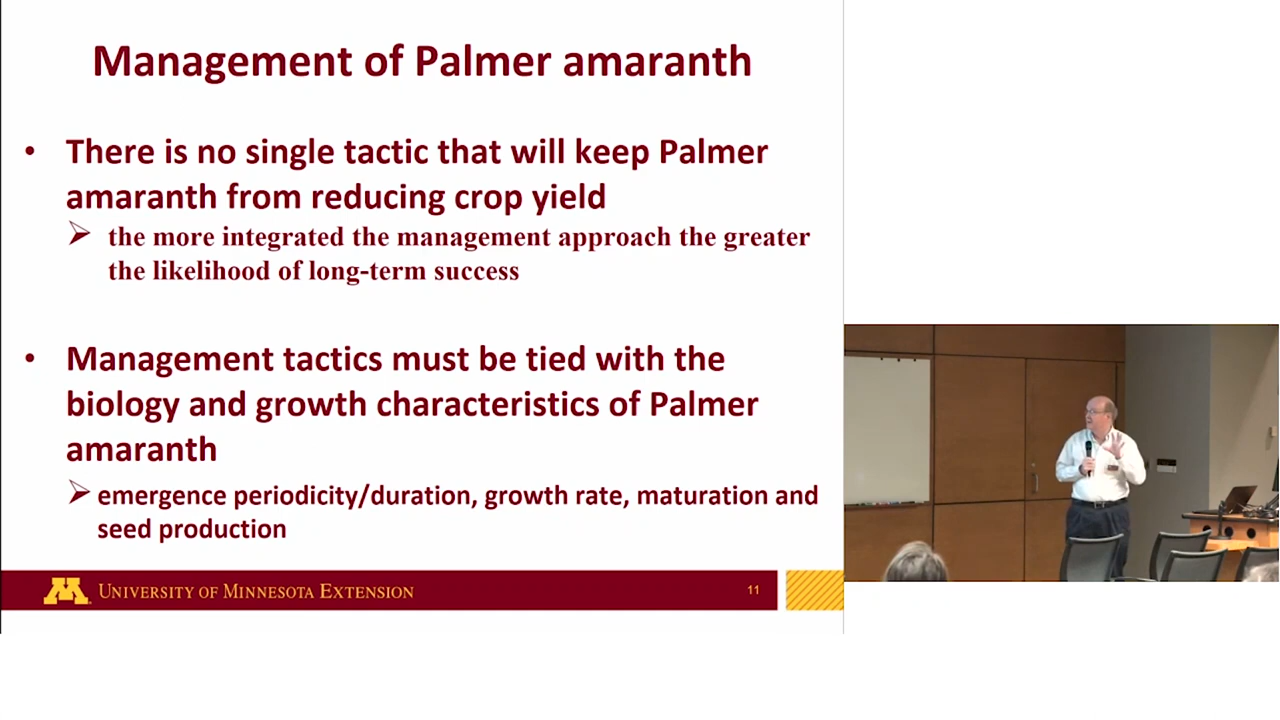 Management of Palmer amaranth
• There is no single tactic that will keep Palmer
amaranth from reducing crop yield
➢ the more integrated the management approach the greater
the likelihood of long-term success
• Management tactics must be tied with the
biology and growth characteristics of Palmer
amaranth
➢ emergence periodicity/duration, growth rate, maturation and
seed production
M UNIVERSITY OF MINNESOTA EXTENSION
11